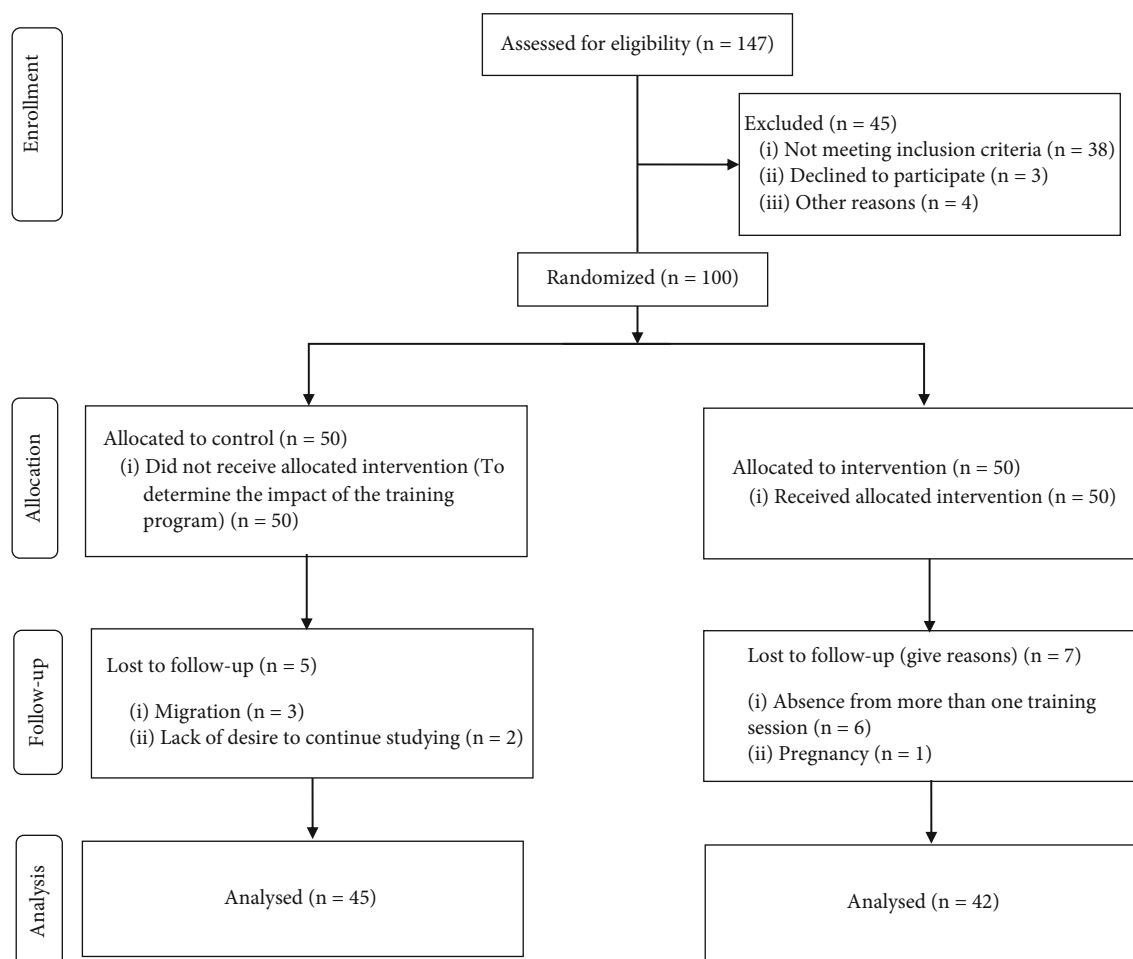 Enrollment
Assessed for eligibility (n = 147)
Excluded (n = 45)
(i) Not meeting inclusion criteria (n = 38)
(ii) Declined to participate (n = 3)
(iii) Other reasons (n = 4)
Randomized (n = 100)
Allocation
Allocated to control (n = 50)
(i) Did not receive allocated intervention (To
determine the impact of the training
program) (n = 50)
Allocated to intervention (n = 50)
(i) Received allocated intervention (n = 50)
Follow-up
Lost to follow-up (n = 5)
(i) Migration (n = 3)
(ii) Lack of desire to continue studying (n = 2)
Lost to follow-up (give reasons) (n = 7)
(i) Absence from more than one training
session (n = 6)
(ii) Pregnancy (n = 1)
Analysis
Analysed (n = 45)
Analysed (n = 42)